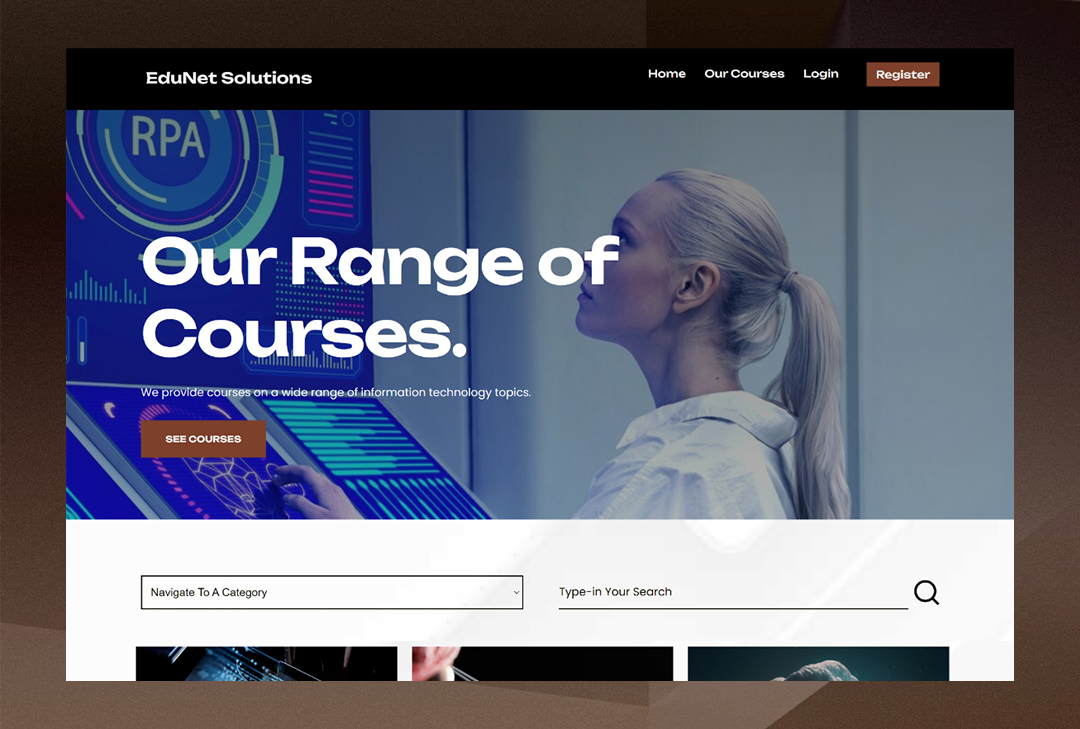 EduNet Solutions
Home Our Courses Login Register
RPA
Our Range of
Courses.
We provide courses on a wide range of information technology topics.
SEE COURSES
Navigate To A Category
Type-in Your Search